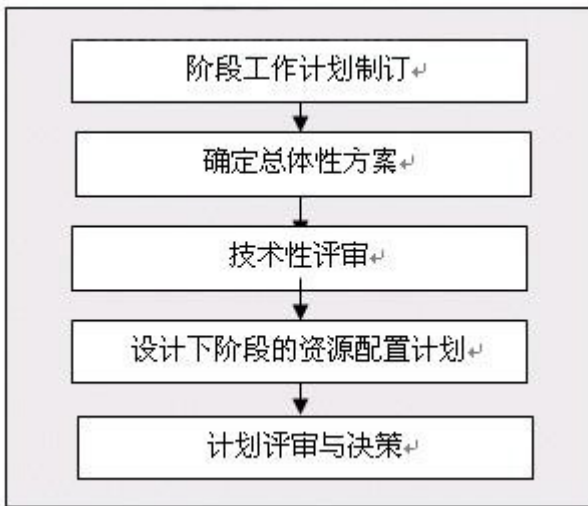 阶段工作计划制订↵
确定总体性方案↵
技术性评审↵
设计下阶段的资源配置计划↵
计划评审与决策↵